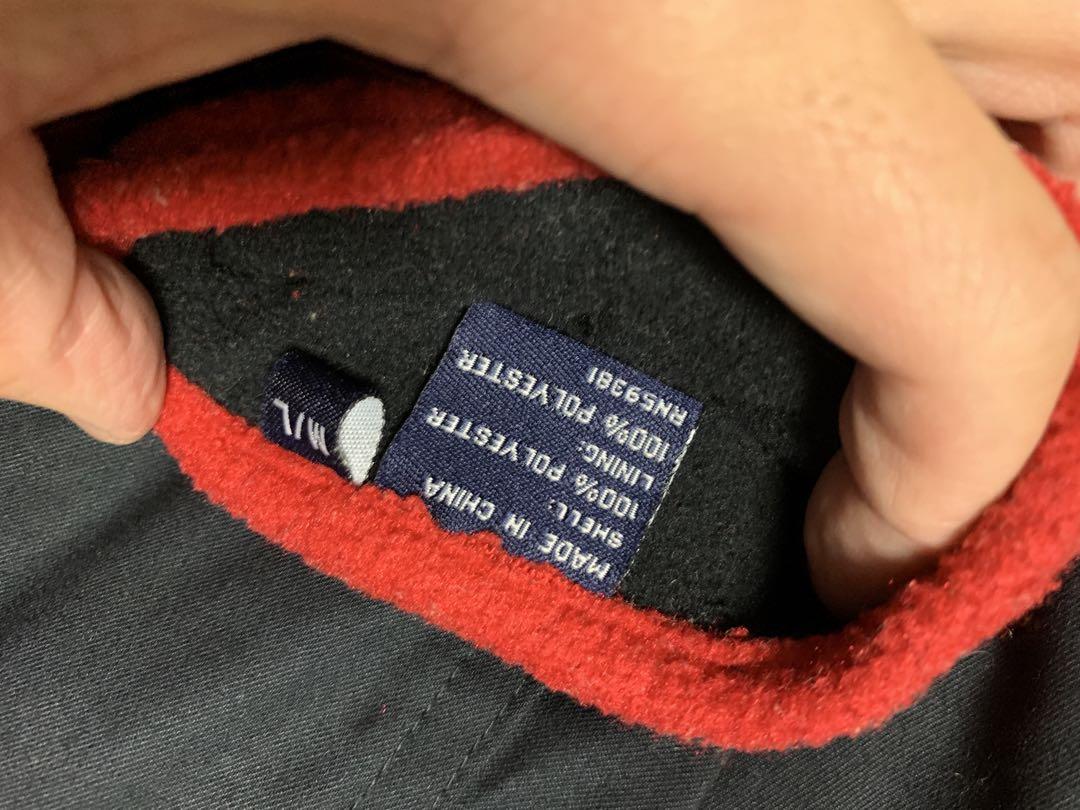 MADE IN CHINA
SHELL:
100% POLYESTER
LINING:
100% POLYESTER
RN59381
M/L